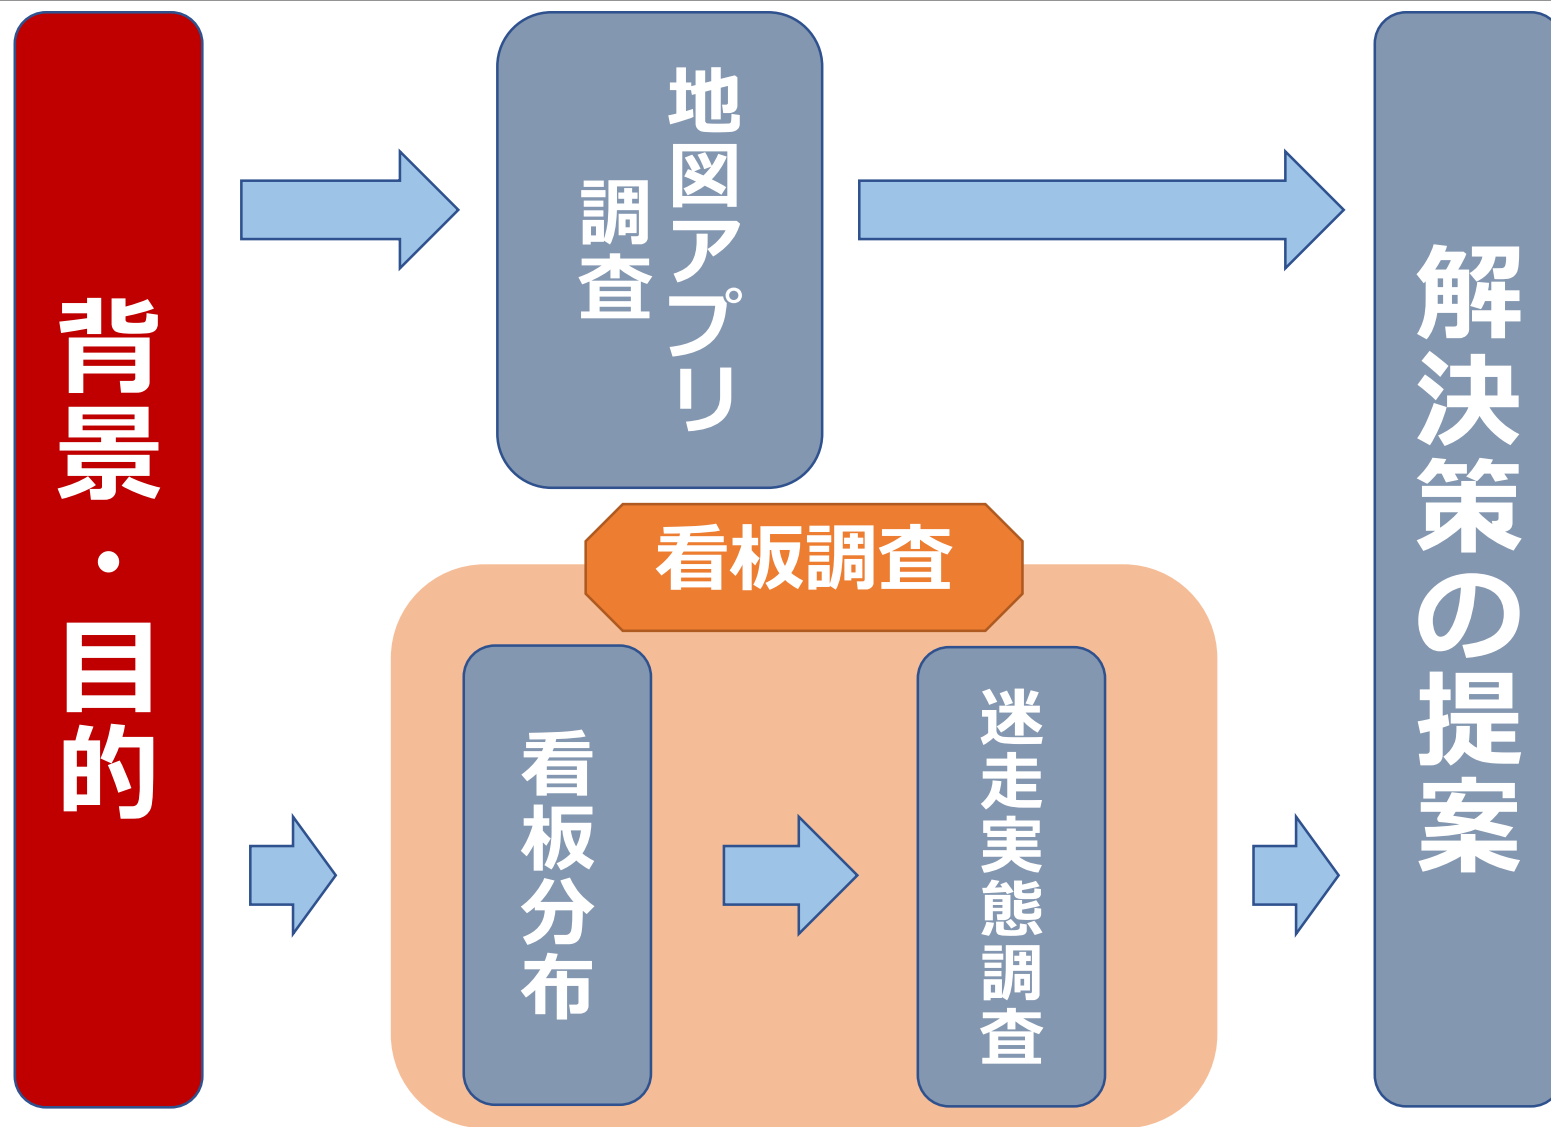 背景・目的
地図アプリ
調査
看板調査
看板分布
迷走実態調査
解決策の提案